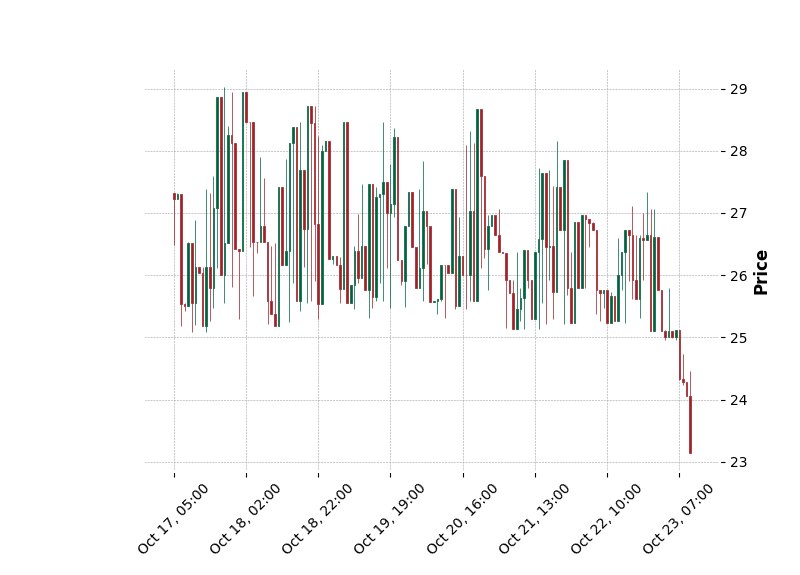 29
28
27
26
25
24
23
Price
Oct 17, 05:00
Oct 18, 02:00
Oct 18, 22:00
Oct 19, 19:00
Oct 20, 16:00
Oct 21, 13:00
Oct 22, 10:00
Oct 23, 07:00